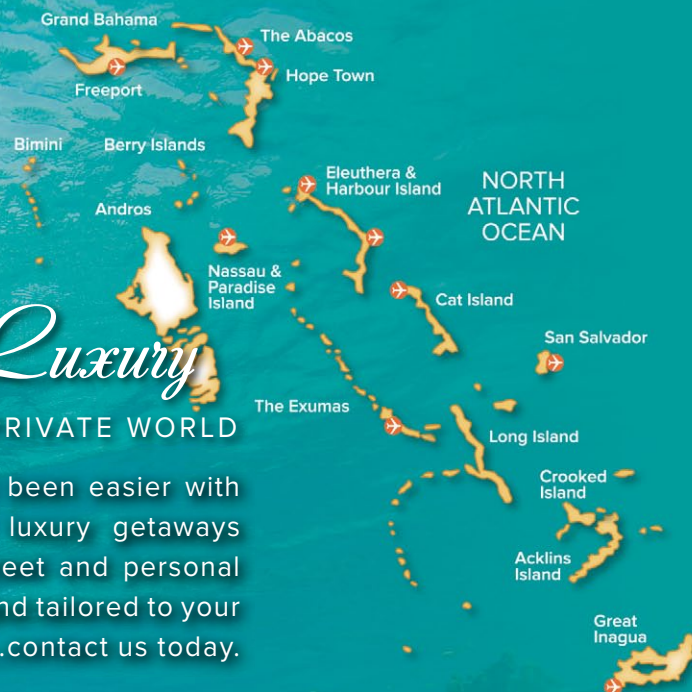 Grand Bahama
The Abacos
Hope Town
Freeport
Bimini
Berry Islands
Eleuthera &
Harbour Island
NORTH
ATLANTIC
OCEAN
Andros
Nassau &
Paradise
Island
Cat Island
San Salvador
The Exumas
Long Island
Crooked
Island
Acklins
Island
Great
Inagua
Luxury
RIVATE WORLD
been easier with
luxury getaways
eet and personal
nd tailored to your
.contact us today.